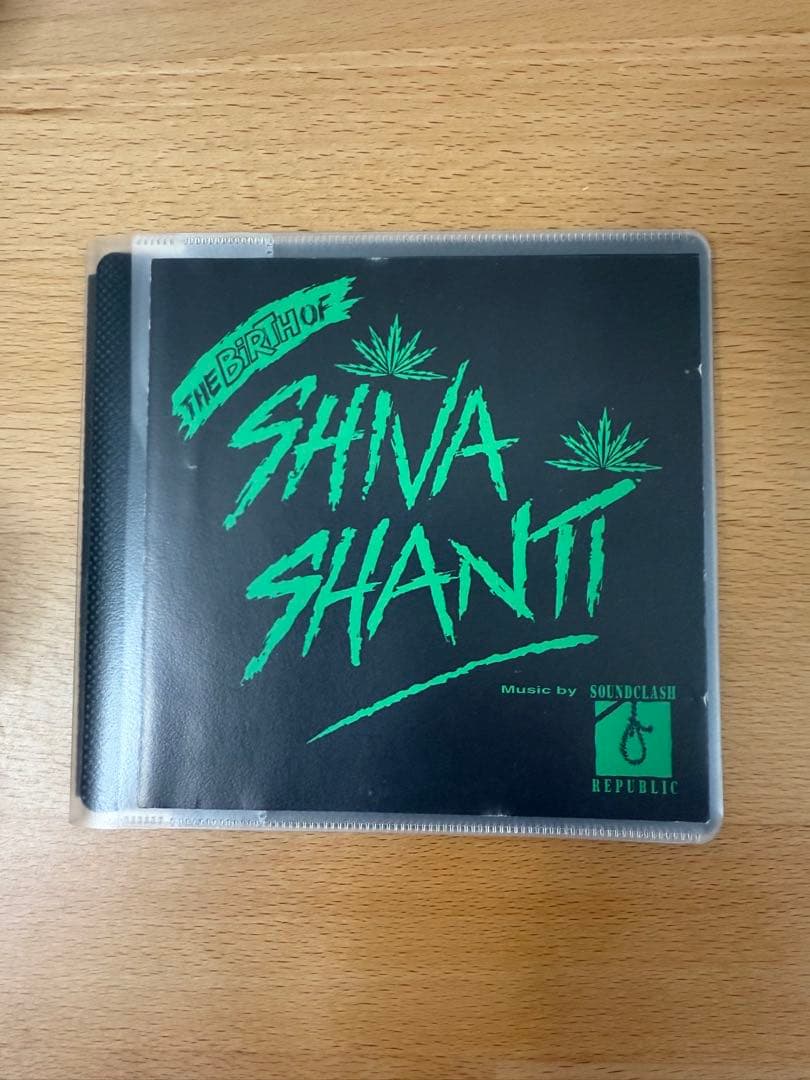 THE BiRTH OF
SHIVA
SHANTI
Music by SOUNDCLASH
REPUBLIC